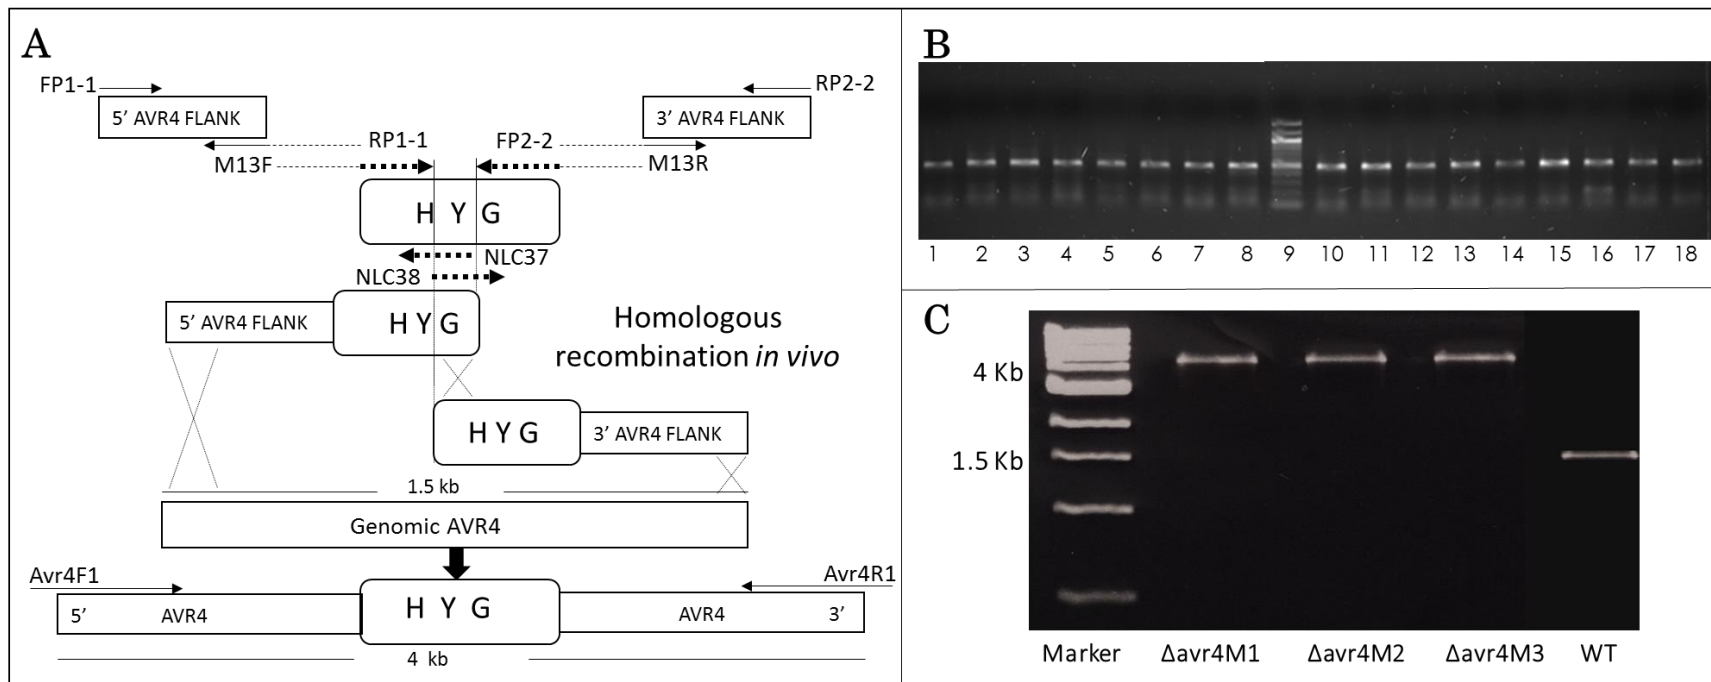 A
FP1-1
RP2-2
5’ AVR4 FLANK
3’ AVR4 FLANK
RP1-1
FP2-2
M13F
M13R
H Y G
NLC37
NLC38
5’ AVR4 FLANK
H Y G
Homologous
recombination in vivo
H Y G
3’ AVR4 FLANK
1.5 kb
Genomic AVR4
Avr4F1
Avr4R1
5’ AVR4
H Y G
AVR4 3’
4 kb
B
1 2 3 4 5 6 7 8 9 10 11 12 13 14 15 16 17 18
C
4 Kb
1.5 Kb
Marker Δavr4M1 Δavr4M2 Δavr4M3 WT